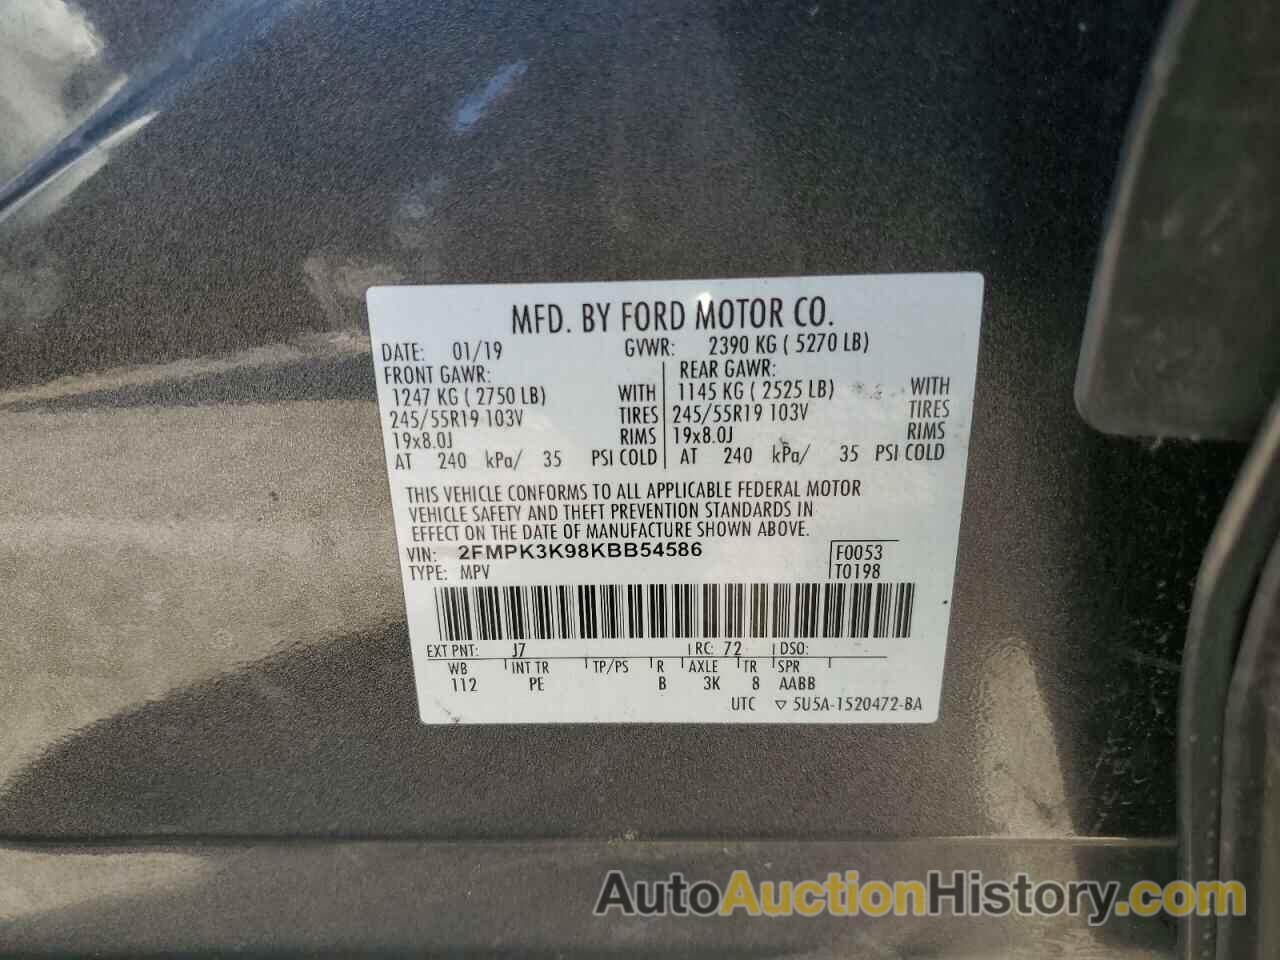 MFD. BY FORD MOTOR CO.
DATE: 01/19 GVWR: 2390 KG ( 5270 LB)
FRONT GAWR: REAR GAWR:
1247 KG ( 2750 LB) WITH 1145 KG ( 2525 LB) WITH
245/55R19 103V TIRES 245/55R19 103V TIRES
19x8.0J RIMS 19x8.0J RIMS
AT 240 kPa/ 35 PSI COLD AT 240 kPa/ 35 PSI COLD
THIS VEHICLE CONFORMS TO ALL APPLICABLE FEDERAL MOTOR
VEHICLE SAFETY AND THEFT PREVENTION STANDARDS IN
EFFECT ON THE DATE OF MANUFACTURE SHOWN ABOVE.
VIN: 2FMPK3K98KBB54586 F0053
TYPE: MPV T0198
EXT PNT: J7 RC: 72 DSO:
WB INT TR TP/PS R AXLE TR SPR
112 PE B 3K 8 AABB
UTC ▽ 5U5A-1520472-BA
AutoAuctionHistory.com